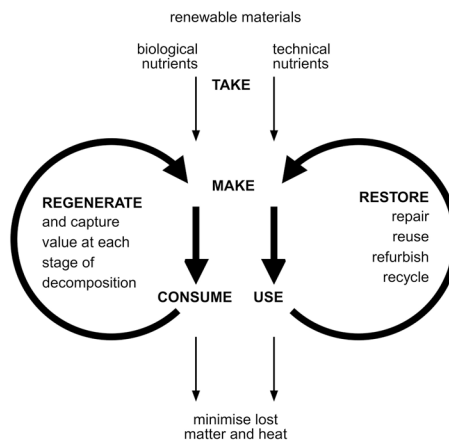 renewable materials
biological
nutrients
technical
nutrients
TAKE
MAKE
REGENERATE
and capture
value at each
stage of
decomposition
RESTORE
repair
reuse
refurbish
recycle
CONSUME
USE
minimise lost
matter and heat